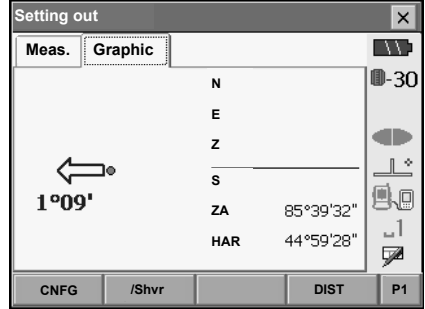 Setting out
Meas. Graphic
-30
N
E
Z
S
1°09'
ZA 85°39'32"
HAR 44°59'28"
1
CNFG /Shvr DIST P1